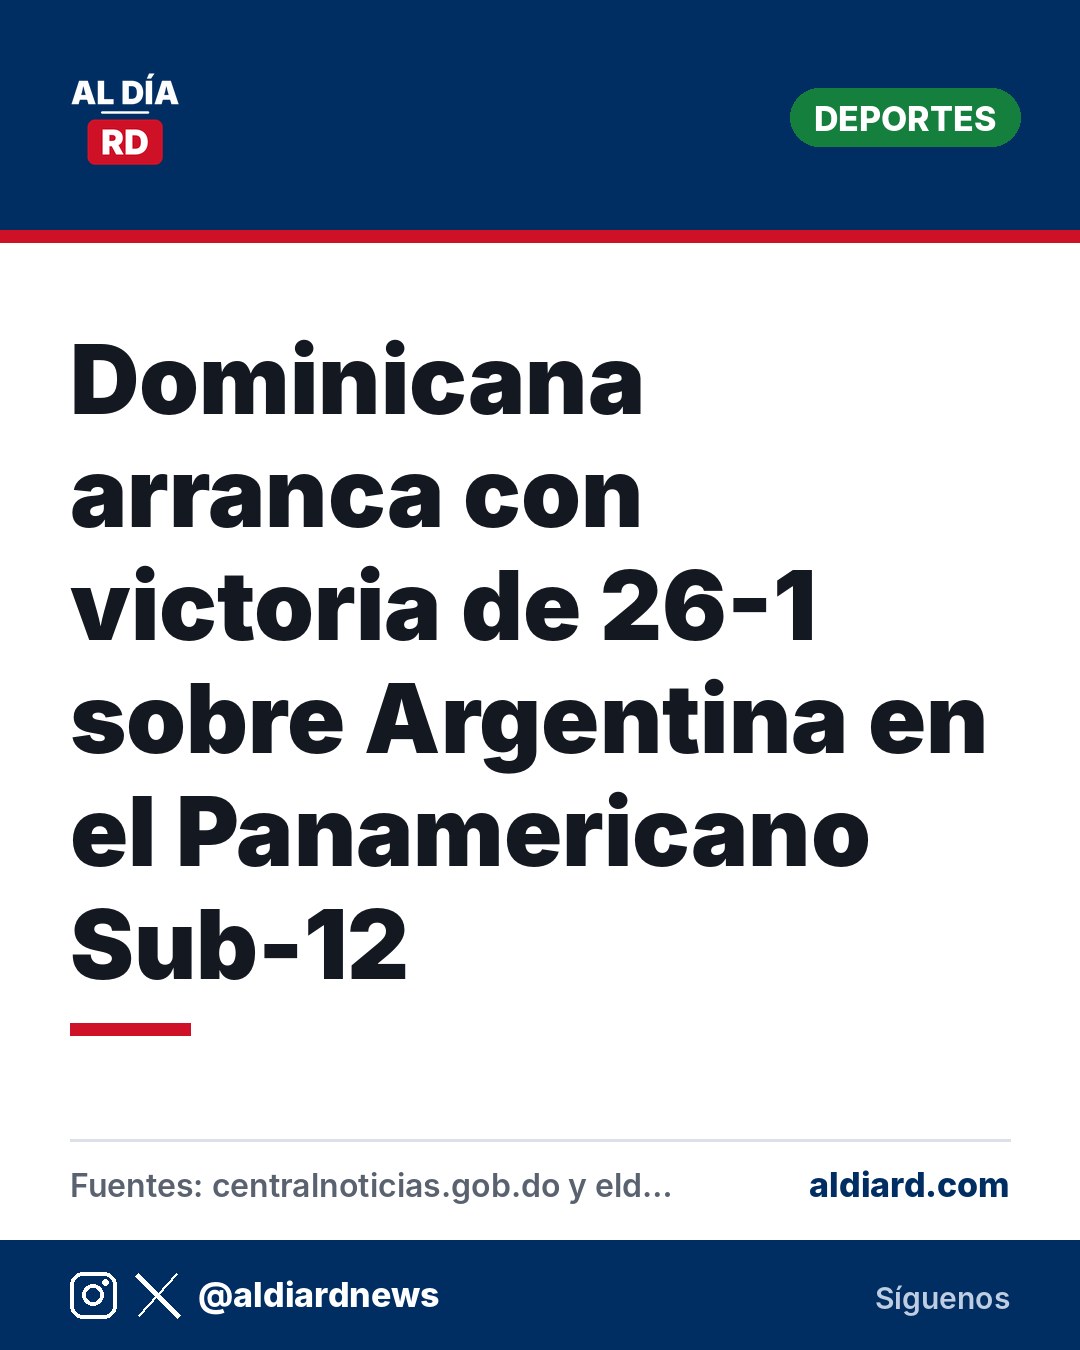 AL DÍA
RD
DEPORTES
Dominicana
arranca con
victoria de 26-1
sobre Argentina en
el Panamericano
Sub-12
Fuentes: centralnoticias.gob.do y eld...
aldiard.com
@aldiardnews
Síguenos